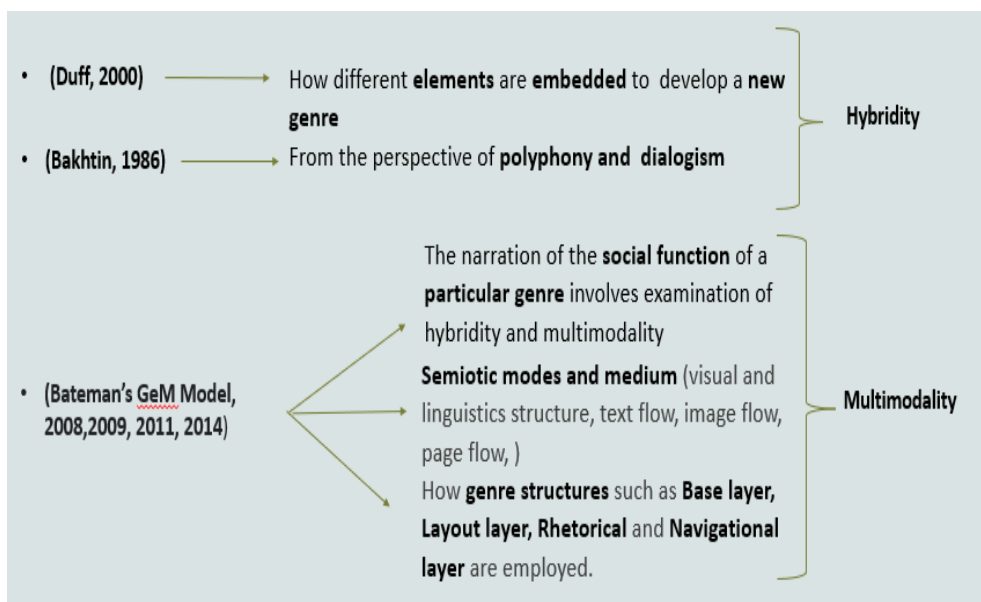 • (Duff, 2000)
How different elements are embedded to develop a new
genre
• (Bakhtin, 1986)
From the perspective of polyphony and dialogism
Hybridity
The narration of the social function of a
particular genre involves examination of
hybridity and multimodality
• (Bateman's GeM Model,
2008,2009, 2011, 2014)
Semiotic modes and medium (visual and
linguistics structure, text flow, image flow,
page flow, )
How genre structures such as Base layer,
Layout layer, Rhetorical and Navigational
layer are employed.
Multimodality